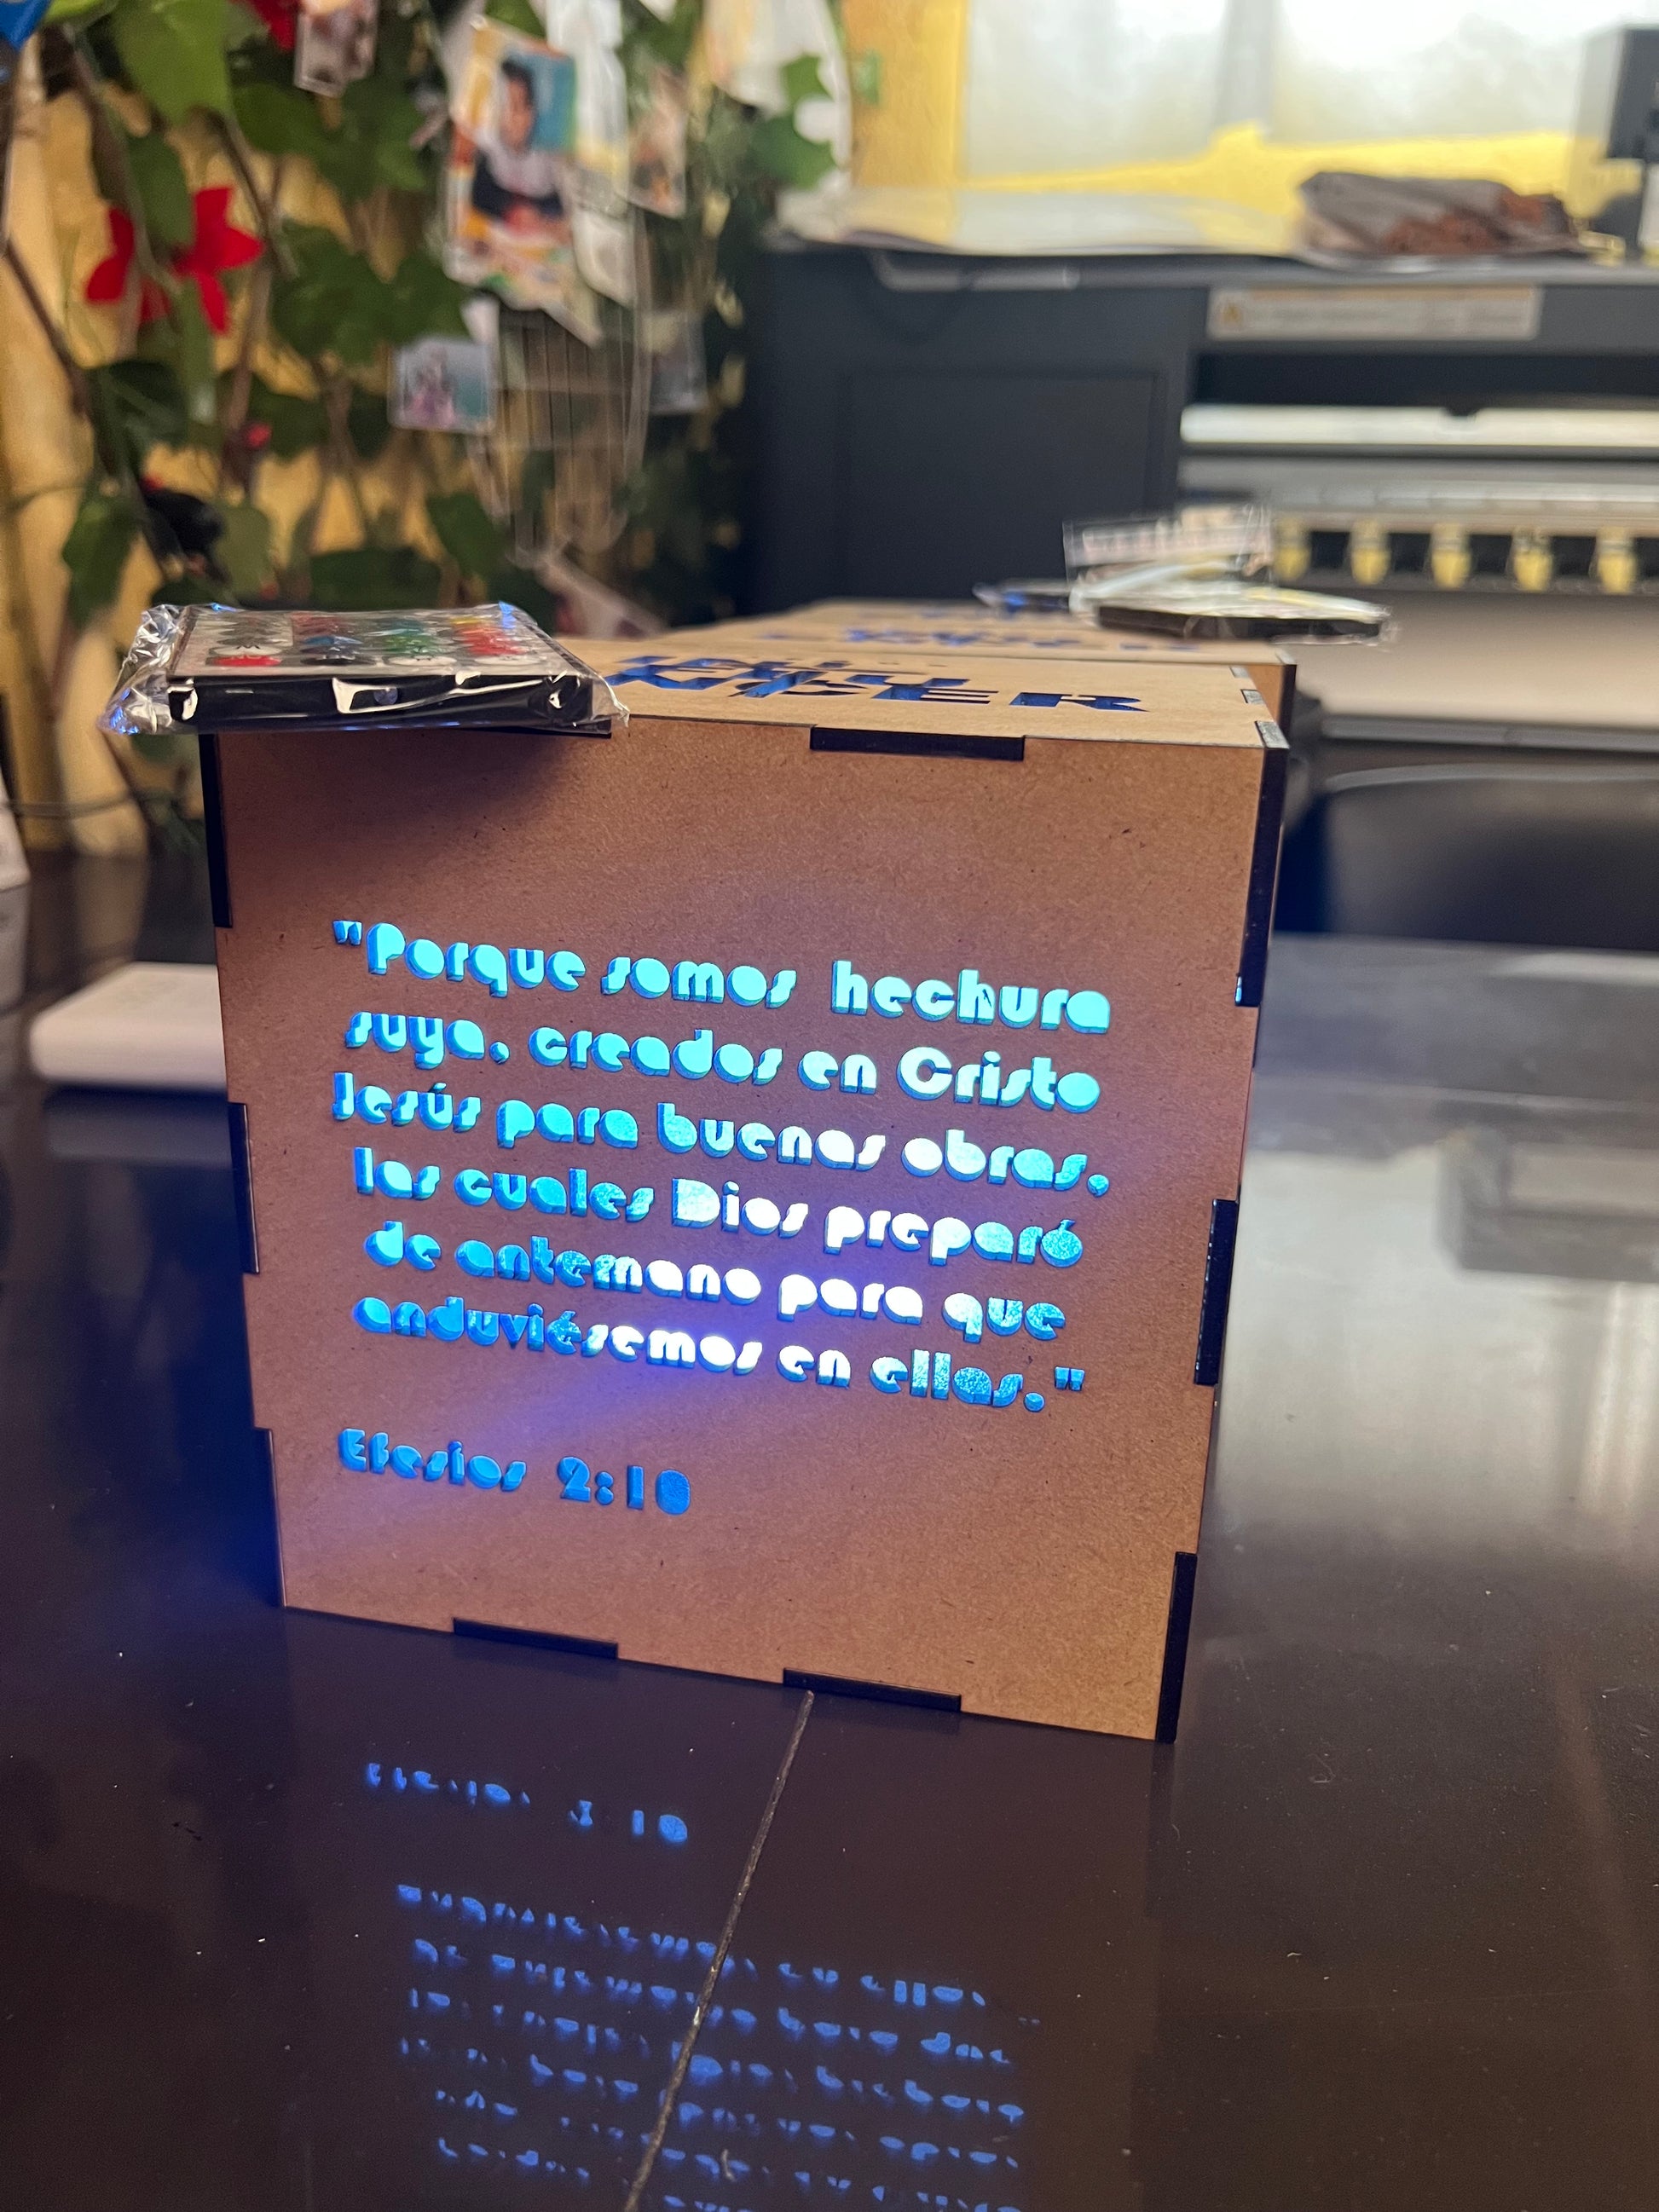 "Porque somos hechura
suya, creados en Cristo
Jesús para buenas obras,
las cuales Dios preparó
de antemano para que
anduviésemos en ellas."
Efesios 2:10